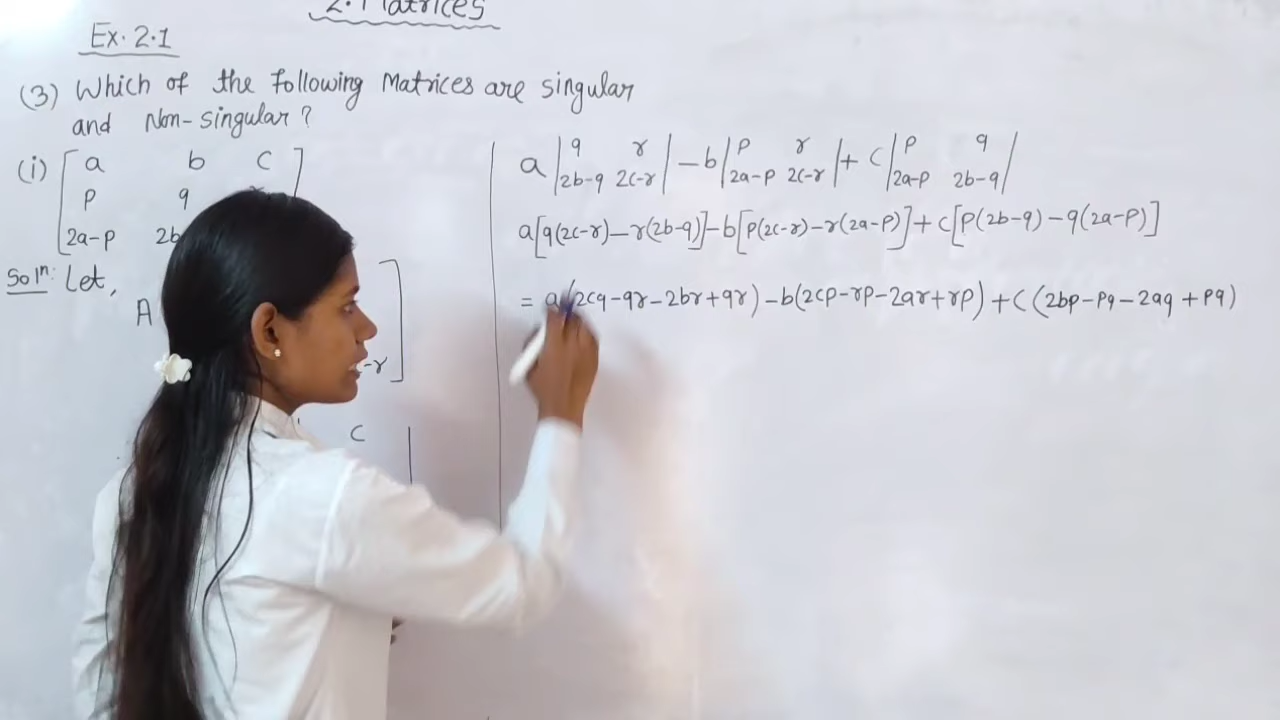 2. Matrices
Ex. 2.1
(3) Which of the following Matrices are singular
and Non-singular?
(i) [ a b c ]
p q
2a-p 2b
Solⁿ: Let,
A
-r ]
c |
a |q r| |2b-q 2c-r| - b |p r| |2a-p 2c-r| + c |p q| |2a-p 2b-q|
a[q(2c-r)-r(2b-q)]-b[p(2c-r)-r(2a-p)]+c[p(2b-q)-q(2a-p)]
= a(2cq-qr-2br+qr)-b(2cp-rp-2ar+rp)+c(2bp-pq-2aq+pq)